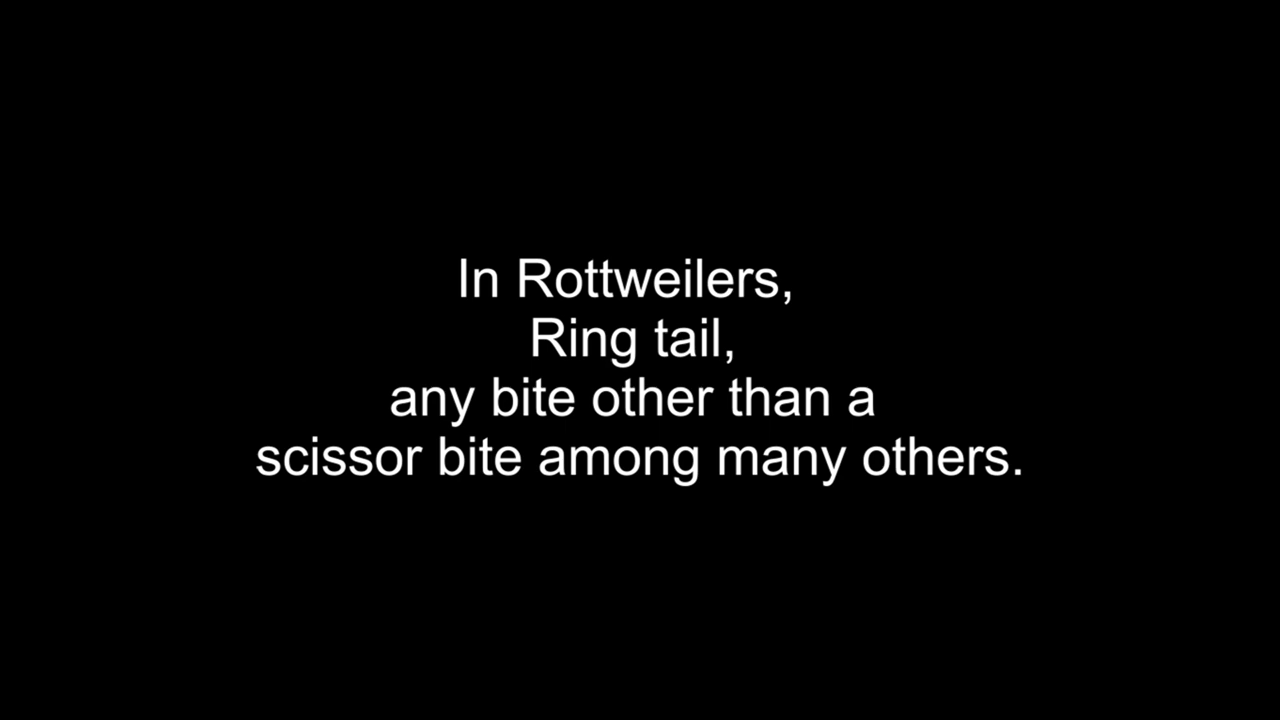 In Rottweilers,
Ring tail,
any bite other than a
scissor bite among many others.